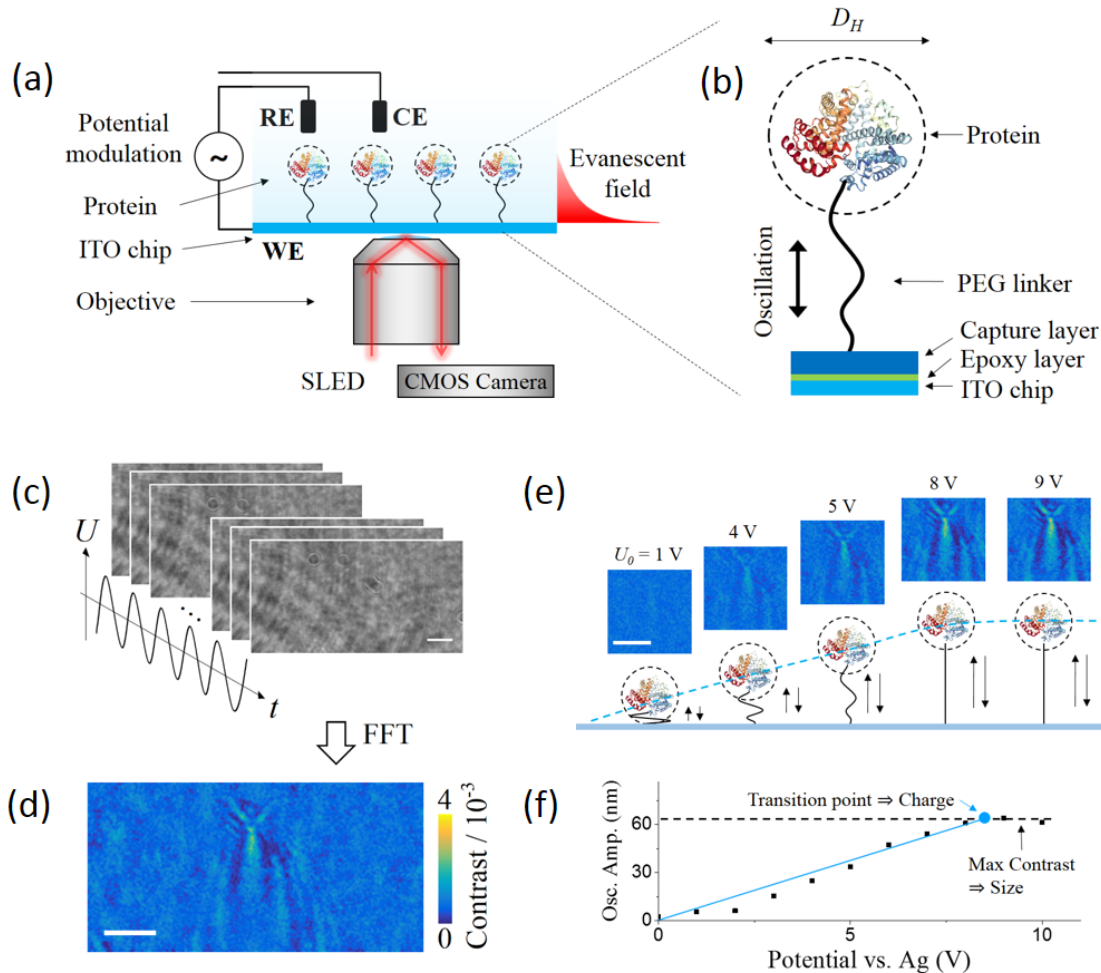 (a)
RE
CE
Potential
modulation
~
Protein
ITO chip
WE
Objective
SLED
CMOS Camera
Evanescent
field
(b)
D_H
Protein
Oscillation
PEG linker
Capture layer
Epoxy layer
ITO chip
(c)
U
t
FFT
(d)
4
0
Contrast / 10⁻³
(e)
U₀ = 1 V
4 V
5 V
8 V
9 V
(f)
Transition point ⇒ Charge
Max Contrast
⇒ Size
Osc. Amp. (nm)
60
30
0
0
5
10
Potential vs. Ag (V)